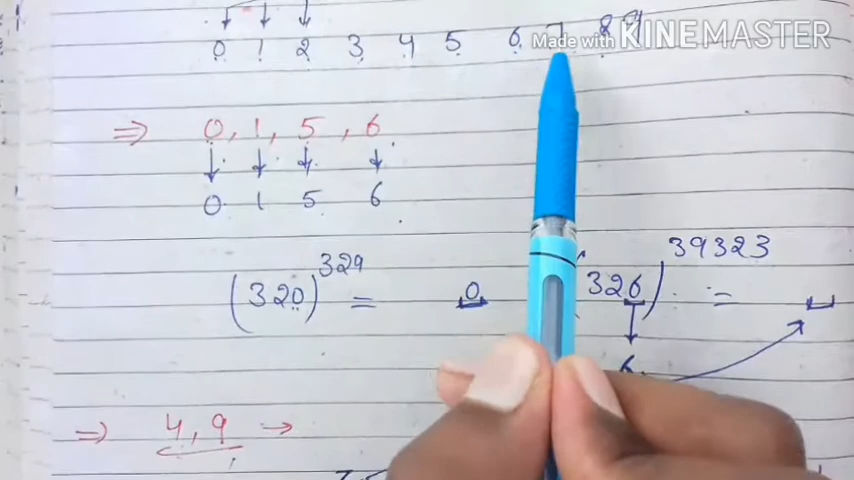 0 1 2 3 4 5 6 7 8 9
Made with KINEMASTER
⇒ 0, 1, 5, 6
↓ ↓ ↓ ↓
0 1 5 6
(320)^329 = 0
326)^39323 = ⎵
6
⇒ 4, 9 →